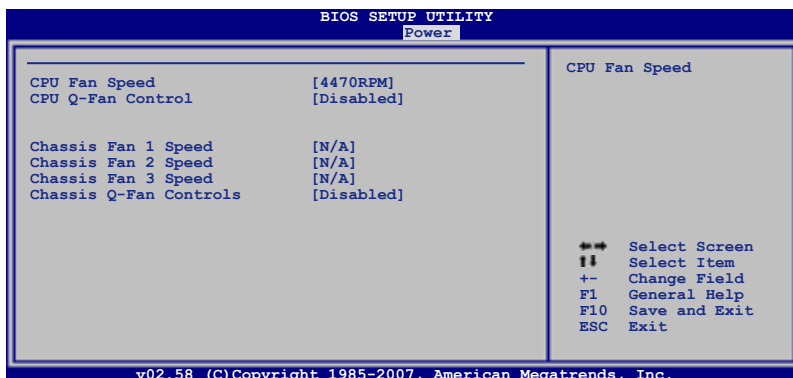 BIOS SETUP UTILITY
Power
CPU Fan Speed [4470RPM]
CPU Q-Fan Control [Disabled]
Chassis Fan 1 Speed [N/A]
Chassis Fan 2 Speed [N/A]
Chassis Fan 3 Speed [N/A]
Chassis Q-Fan Controls [Disabled]
CPU Fan Speed
←→ Select Screen
↑↓ Select Item
+- Change Field
F1 General Help
F10 Save and Exit
ESC Exit
v02.58 (C)Copyright 1985-2007, American Megatrends, Inc.